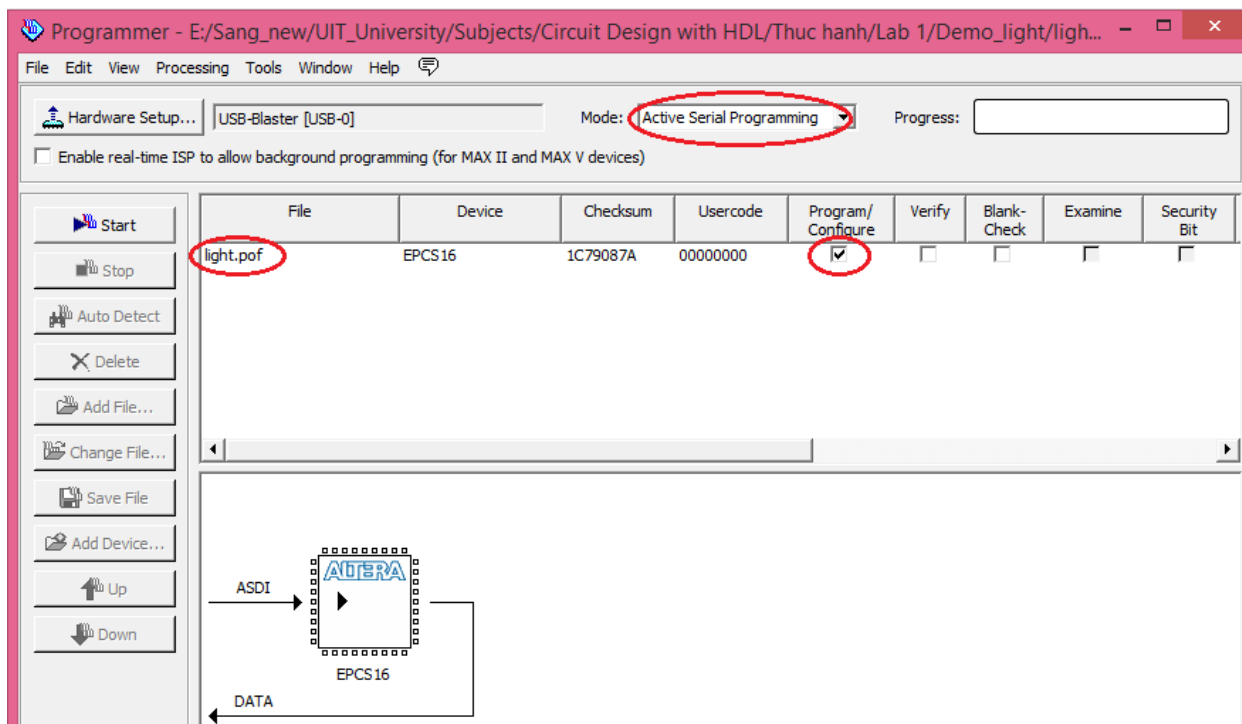 Programmer - E:/Sang_new/UIT_University/Subjects/Circuit Design with HDL/Thuc hanh/Lab 1/Demo_light/ligh...
File Edit View Processing Tools Window Help
Hardware Setup... USB-Blaster [USB-0] Mode: Active Serial Programming Progress:
Enable real-time ISP to allow background programming (for MAX II and MAX V devices)
Start
Stop
Auto Detect
Delete
Add File...
Change File...
Save File
Add Device...
Up
Down
File Device Checksum Usercode Program/ Verify Blank- Examine Security
Configure Check Bit
light.pof EPCS16 1C79087A 00000000
ALTERA
ASDI
EPCS16
DATA